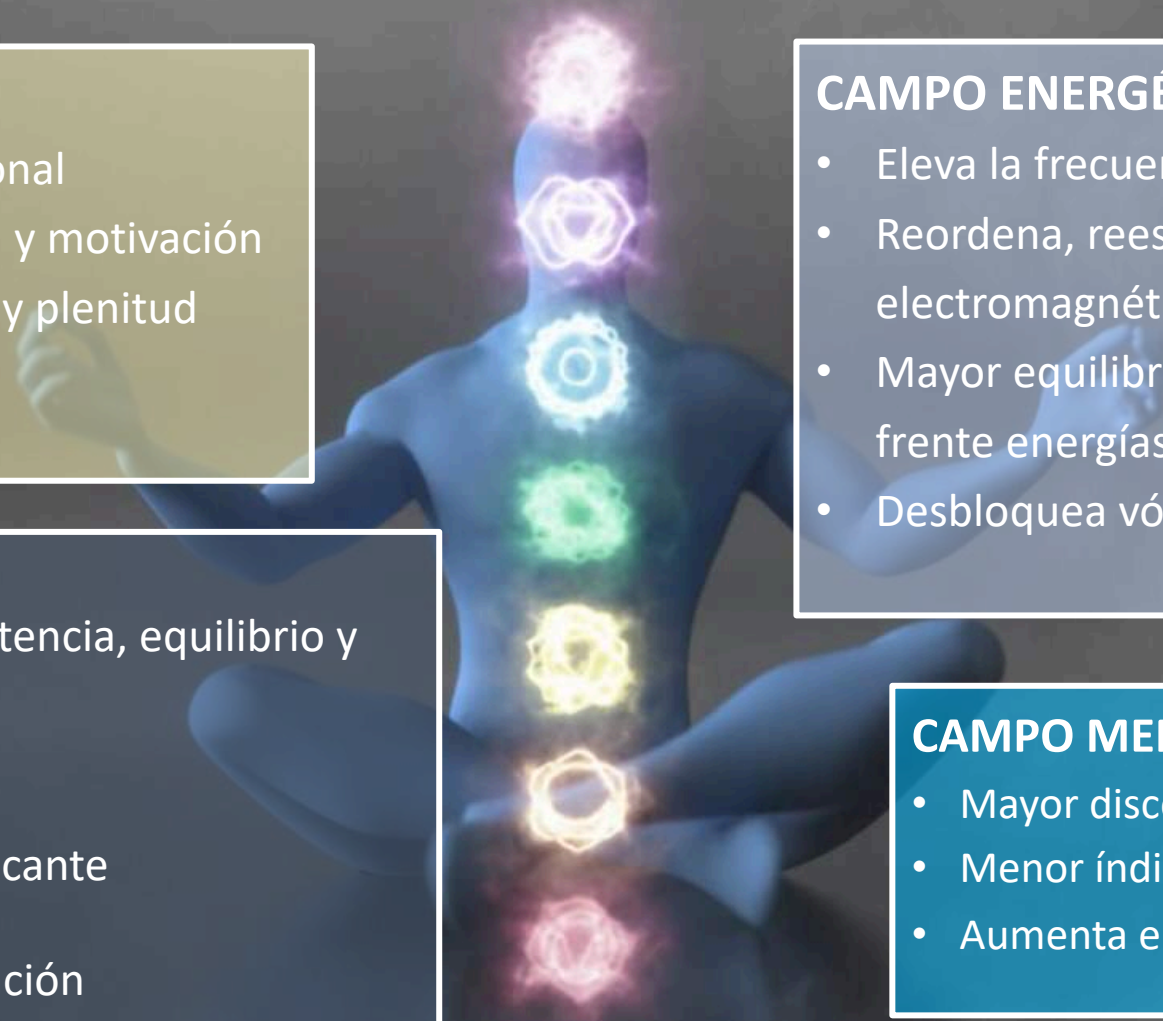 onal
y motivación
y plenitud
tencia, equilibrio y
cante
ción
CAMPO ENERGÉ
• Eleva la frecuen
• Reordena, rees
electromagnét
• Mayor equilibr
frente energías
• Desbloquea vó
CAMPO ME
• Mayor disc
• Menor índi
• Aumenta e